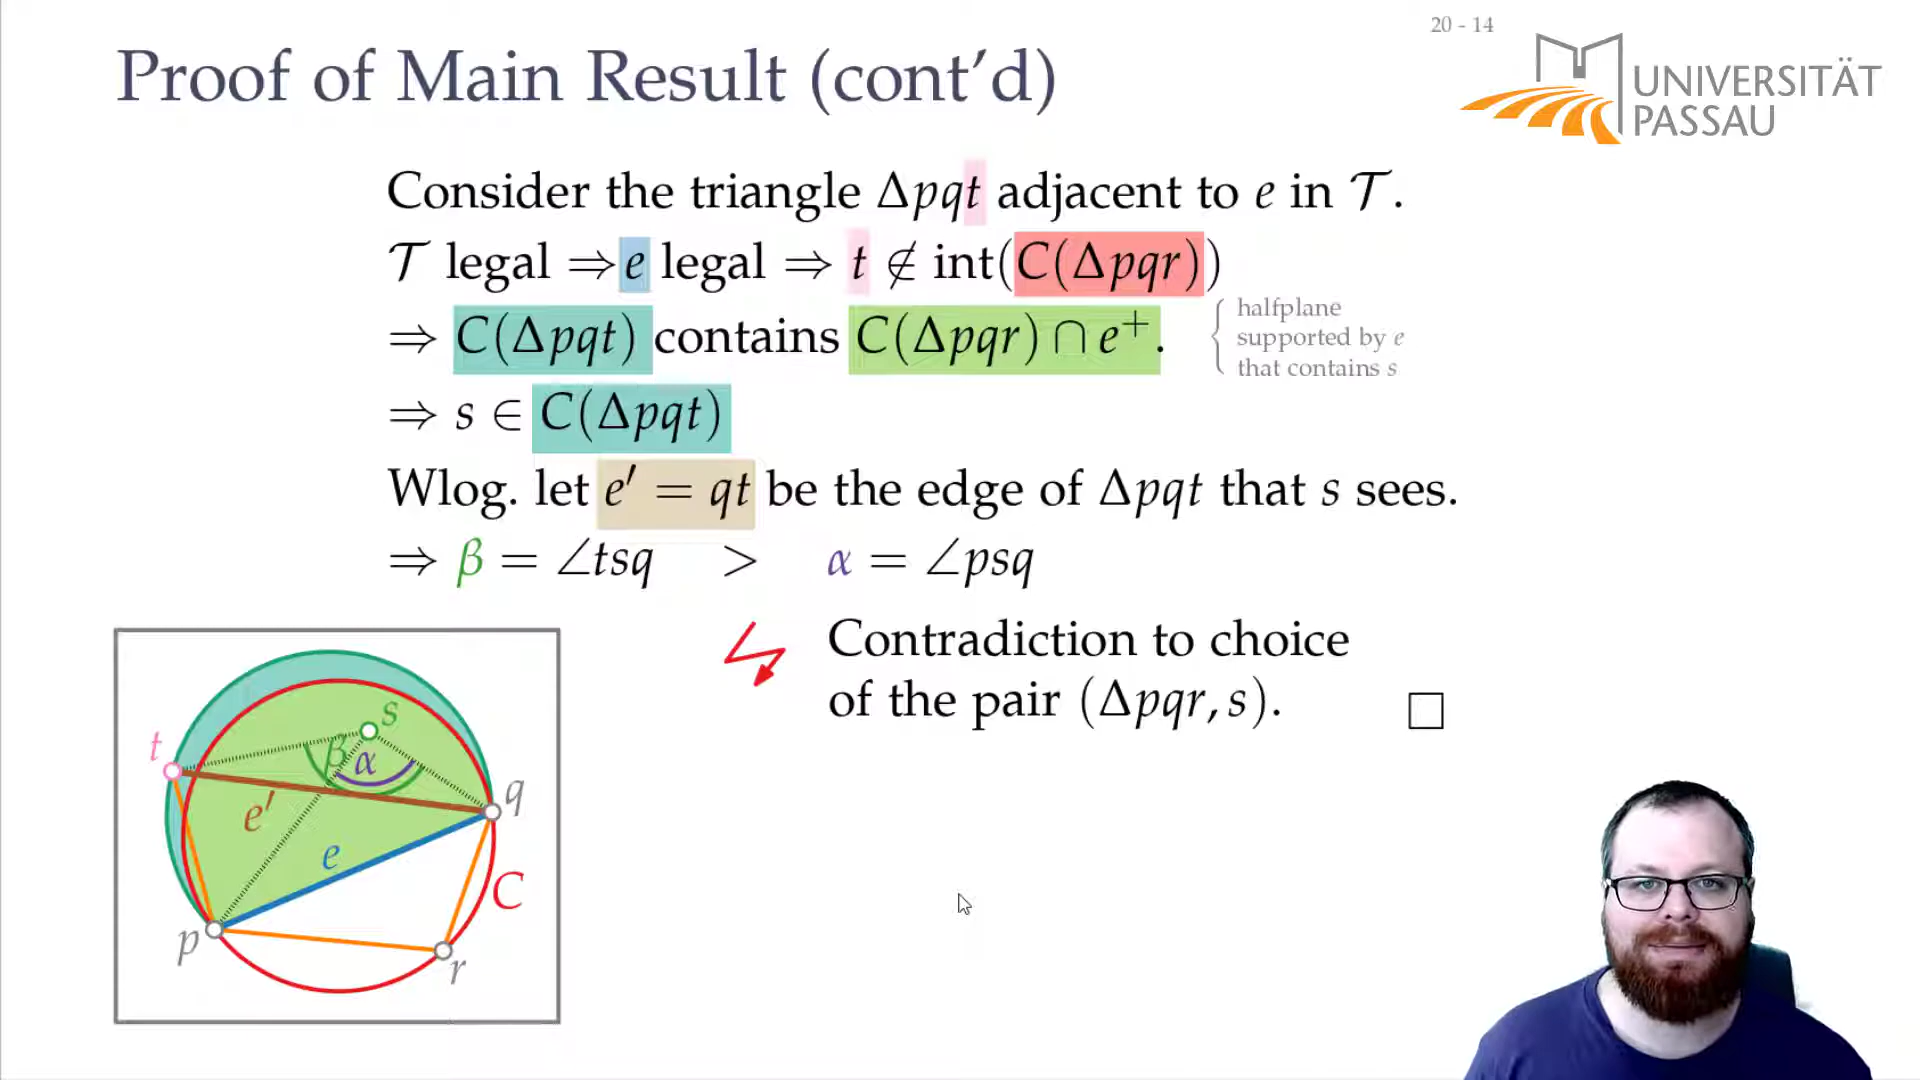 20 - 14
Proof of Main Result (cont’d)
UNIVERSITÄT
PASSAU
Consider the triangle Δpqt adjacent to e in 𝒯.
𝒯 legal ⇒ e legal ⇒ t ∉ int(C(Δpqr))
⇒ C(Δpqt) contains C(Δpqr) ∩ e⁺.
halfplane
supported by e
that contains s
⇒ s ∈ C(Δpqt)
Wlog. let e′ = qt be the edge of Δpqt that s sees.
⇒ β = ∠tsq > α = ∠psq
Contradiction to choice
of the pair (Δpqr, s). □
s
t
β
α
q
e′
e
C
p
r